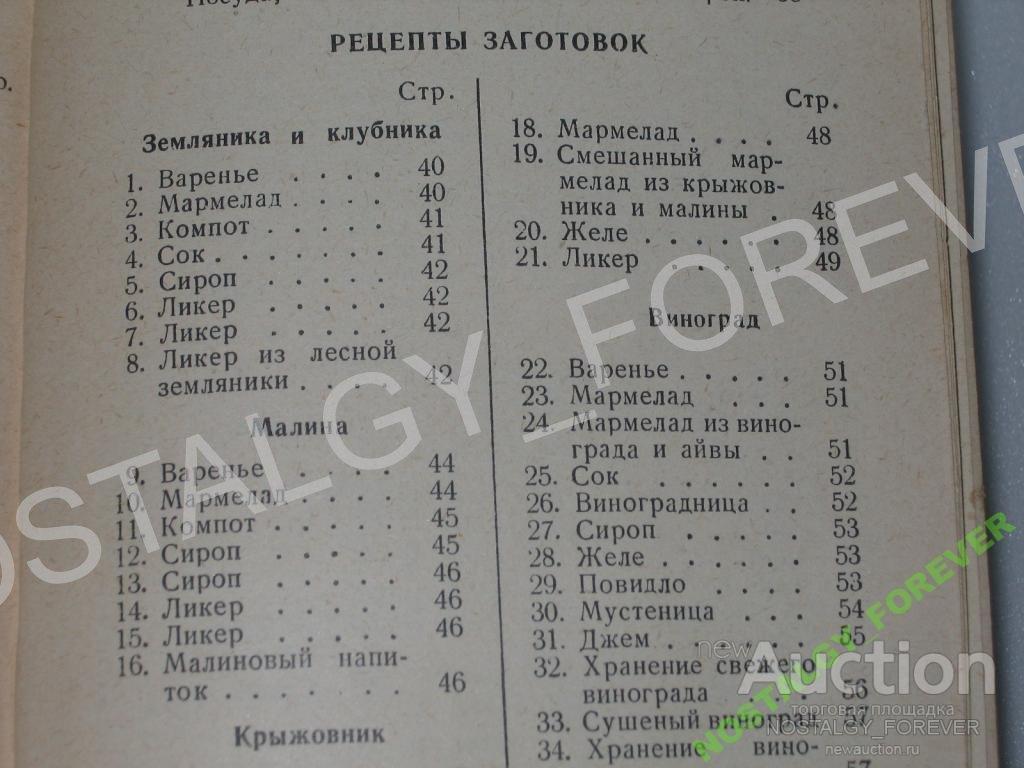 РЕЦЕПТЫ ЗАГОТОВОК
Стр.
Земляника и клубника
1. Варенье . . . . 40
2. Мармелад . . . . 40
3. Компот . . . . . 41
4. Сок . . . . . . . 41
5. Сироп . . . . . 42
6. Ликер . . . . . 42
7. Ликер . . . . . 42
8. Ликер из лесной
земляники . . . . 42
Малина
9. Варенье . . . . 44
10. Мармелад . . . . 44
11. Компот . . . . . 45
12. Сироп . . . . . 45
13. Сироп . . . . . 46
14. Ликер . . . . . 46
15. Ликер . . . . . 46
16. Малиновый напи-
ток . . . . . . . 46
Крыжовник
Стр.
18. Мармелад . . . . 48
19. Смешанный мар-
мелад из крыжов-
ника и малины . 48
20. Желе . . . . . . 48
21. Ликер . . . . . 49
Виноград
22. Варенье . . . . . 51
23. Мармелад . . . 51
24. Мармелад из вино-
града и айвы . . 51
25. Сок . . . . . . 52
26. Виноградница . . 52
27. Сироп . . . . . 53
28. Желе . . . . . 53
29. Повидло . . . . 53
30. Мустеница . . . 54
31. Джем . . . . . 55
32. Хранение свежего
винограда . . . . 56
33. Сушеный виноград 57
34. Хранение вино-
57
NOSTALGY_FOREVER
NOSTALGY_FOREVER
newAuction
торговая площадка
NOSTALGY_FOREVER
newauction.ru